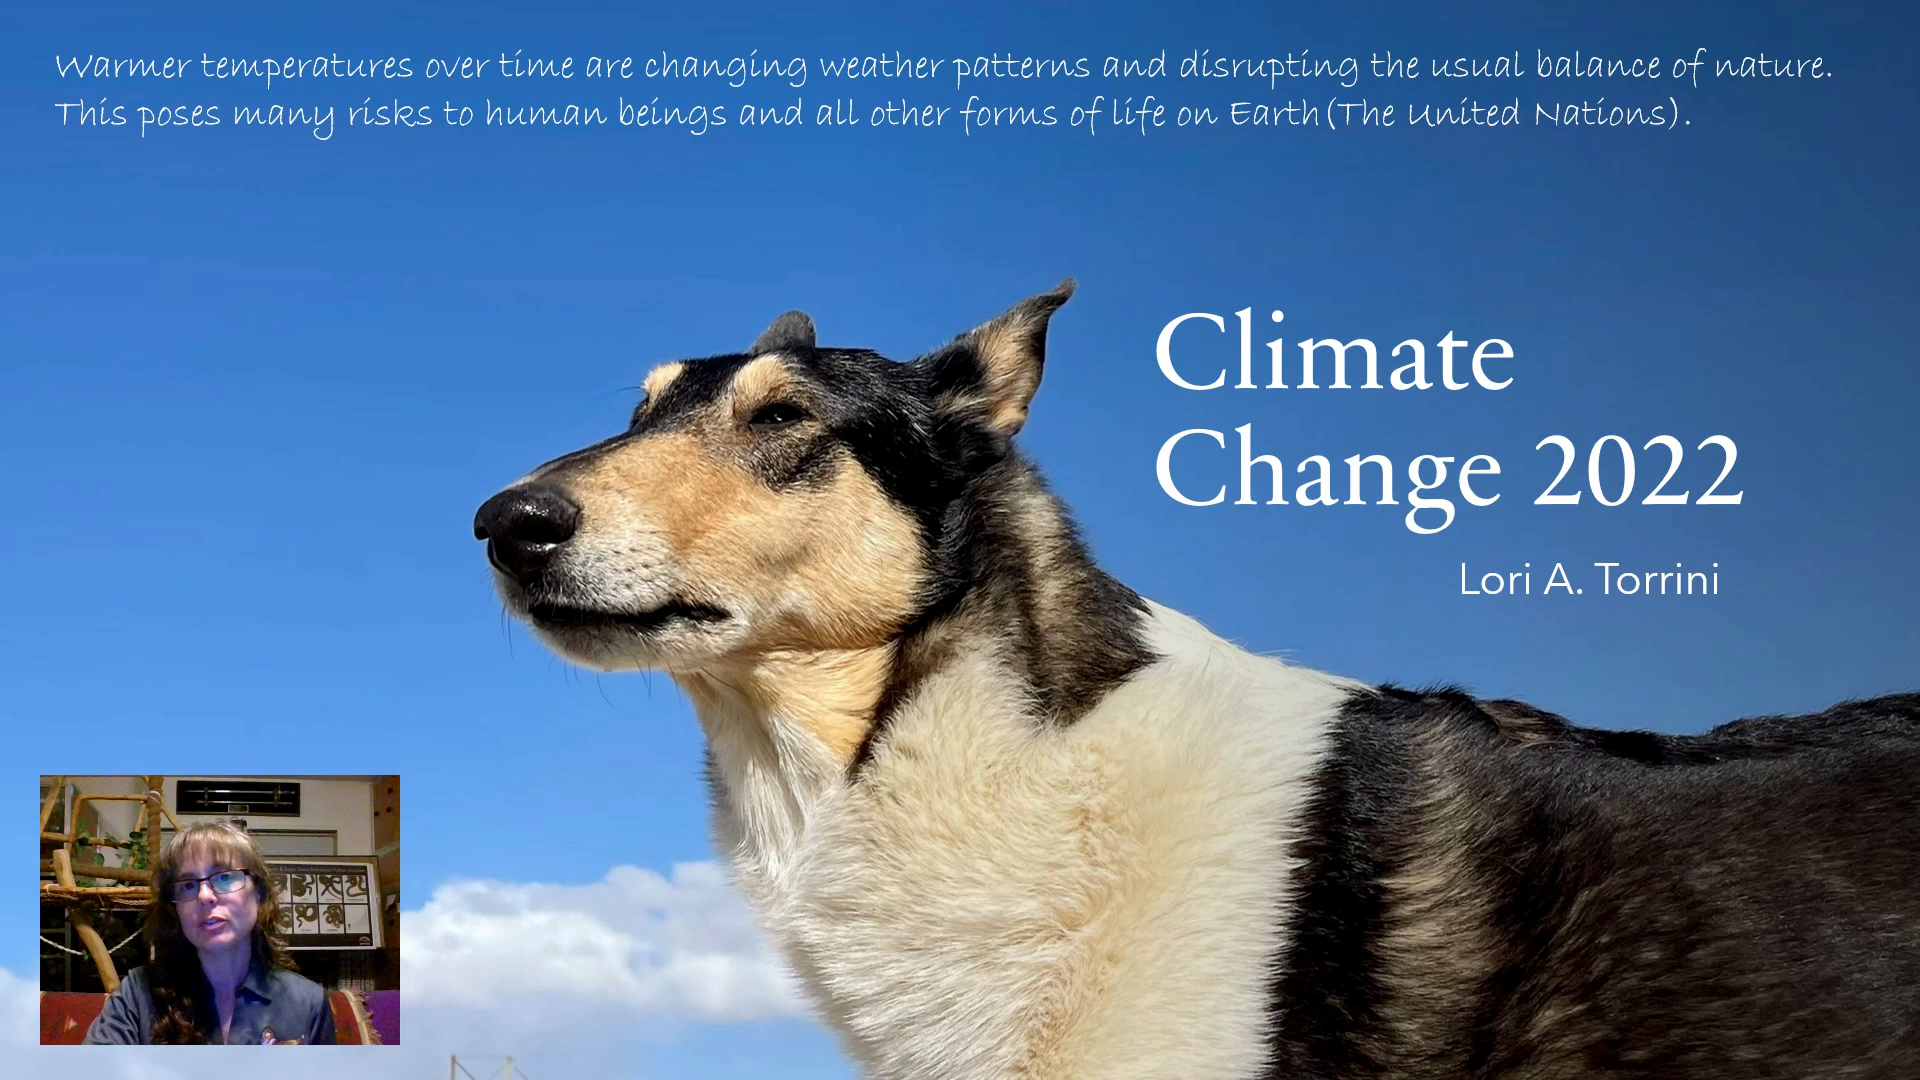 Warmer temperatures over time are changing weather patterns and disrupting the usual balance of nature.
This poses many risks to human beings and all other forms of life on Earth(The United Nations).
Climate
Change 2022
Lori A. Torrini